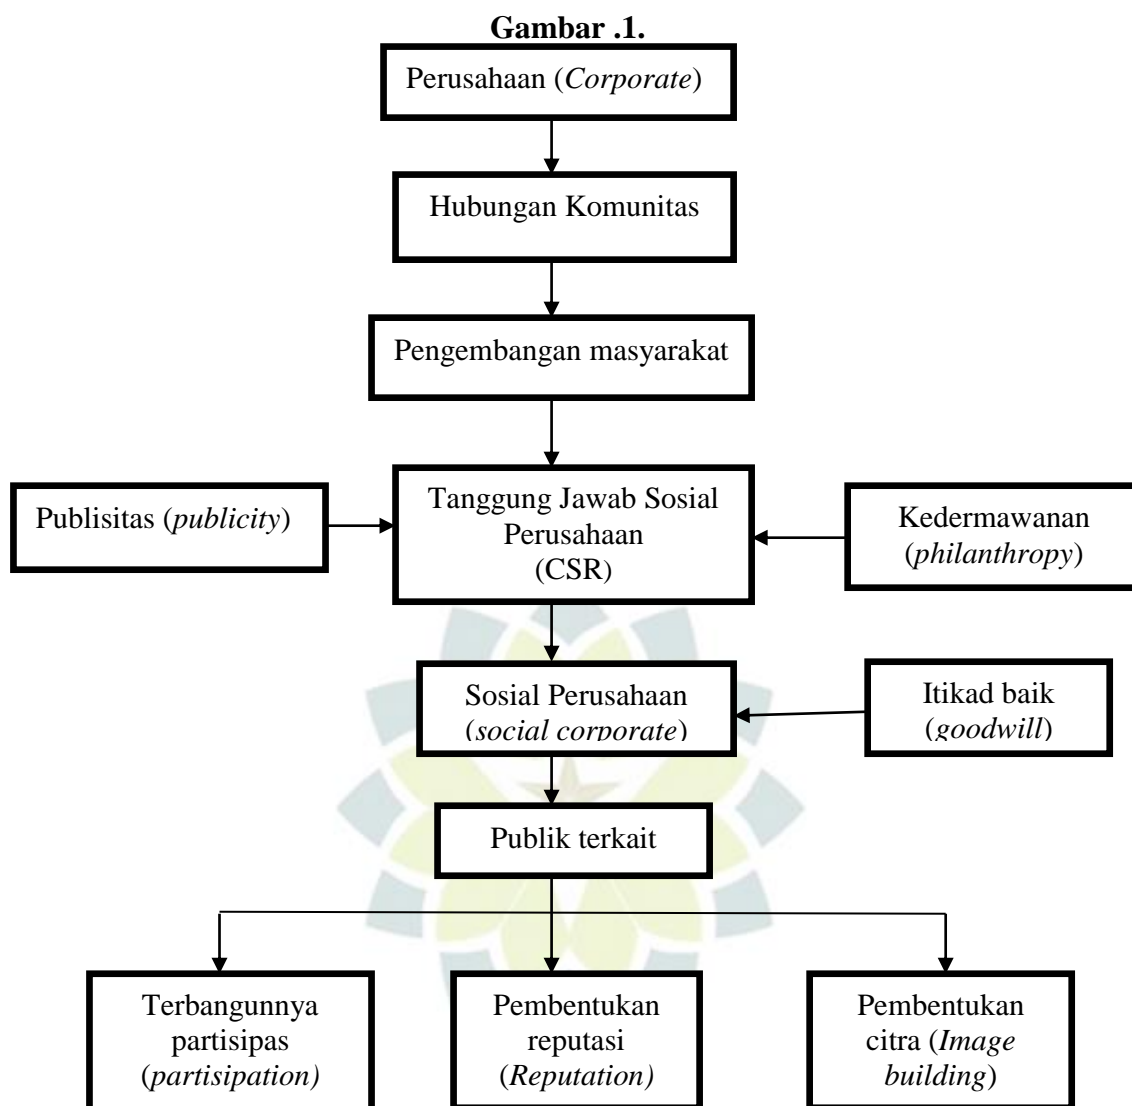 Gambar .1.
Perusahaan (Corporate)
Hubungan Komunitas
Pengembangan masyarakat
Publisitas (publicity)
Tanggung Jawab Sosial
Perusahaan
(CSR)
Kedermawanan
(philanthropy)
Sosial Perusahaan
(social corporate)
Itikad baik
(goodwill)
Publik terkait
Terbangunnya
partisipas
(partisipation)
Pembentukan
reputasi
(Reputation)
Pembentukan
citra (Image
building)